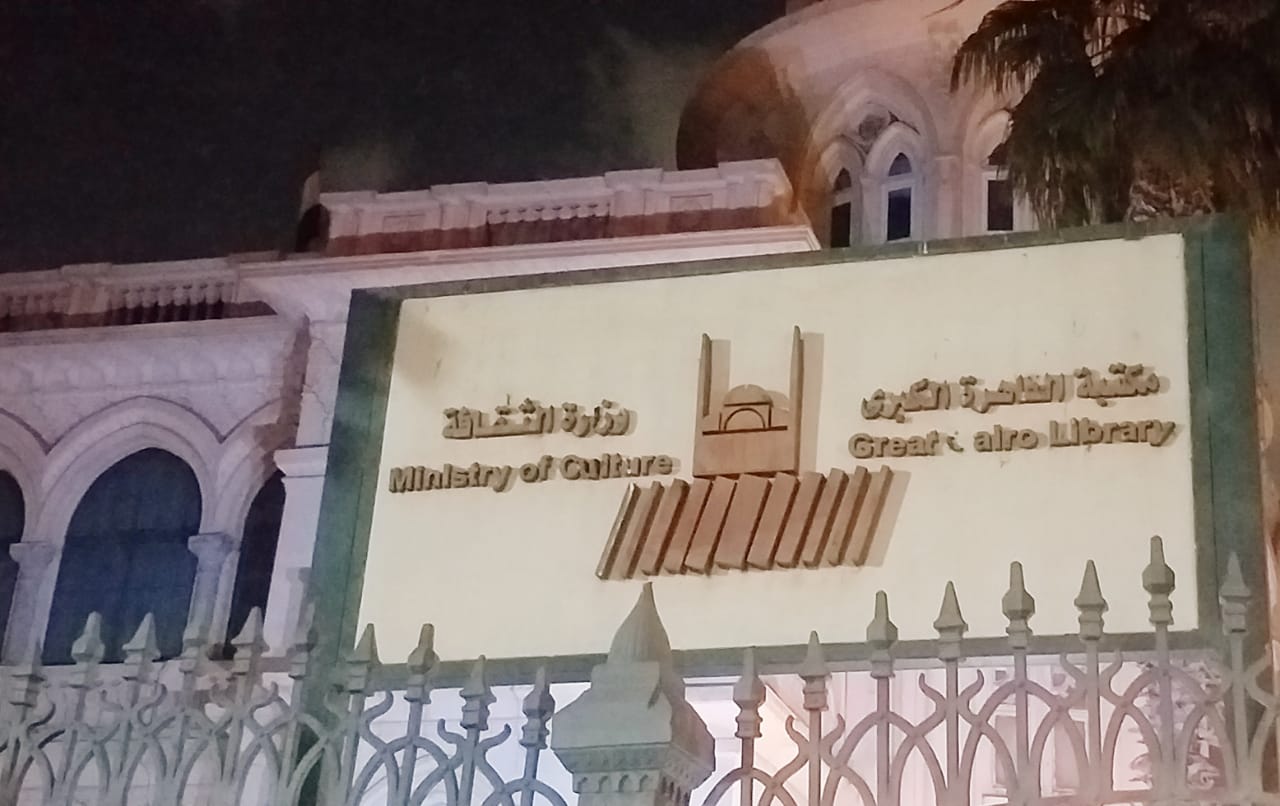 مكتبة القاهرة الكبرى
Great Cairo Library
وزارة الثقافة
Ministry of Culture